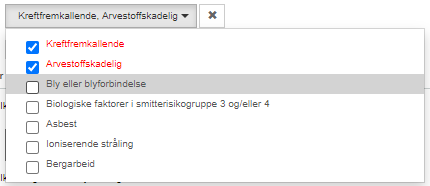 Kreftfremkallende, Arvestoffskadelig
Kreftfremkallende
Arvestoffskadelig
Bly eller blyforbindelse
Biologiske faktorer i smitterisikogruppe 3 og/eller 4
Asbest
Ioniserende stråling
Bergarbeid